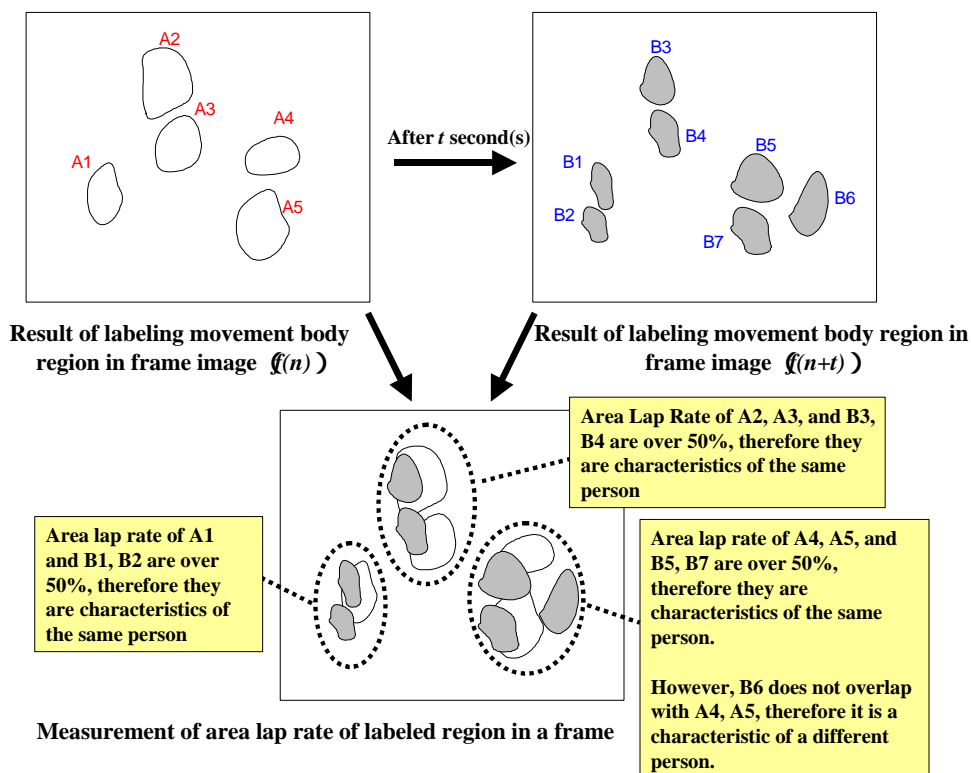 A2
A3
A4
A1
A5
After t second(s)
B3
B4
B1
B5
B2
B6
B7
Result of labeling movement body
region in frame image (f(n) )
Result of labeling movement body region in
frame image (f(n+t) )
Area Lap Rate of A2, A3, and B3,
B4 are over 50%, therefore they
are characteristics of the same
person
Area lap rate of A1
and B1, B2 are over
50%, therefore they
are characteristics of
the same person
Area lap rate of A4, A5, and
B5, B7 are over 50%,
therefore they are
characteristics of the same
person.
However, B6 does not overlap
with A4, A5, therefore it is a
characteristic of a different
person.
Measurement of area lap rate of labeled region in a frame